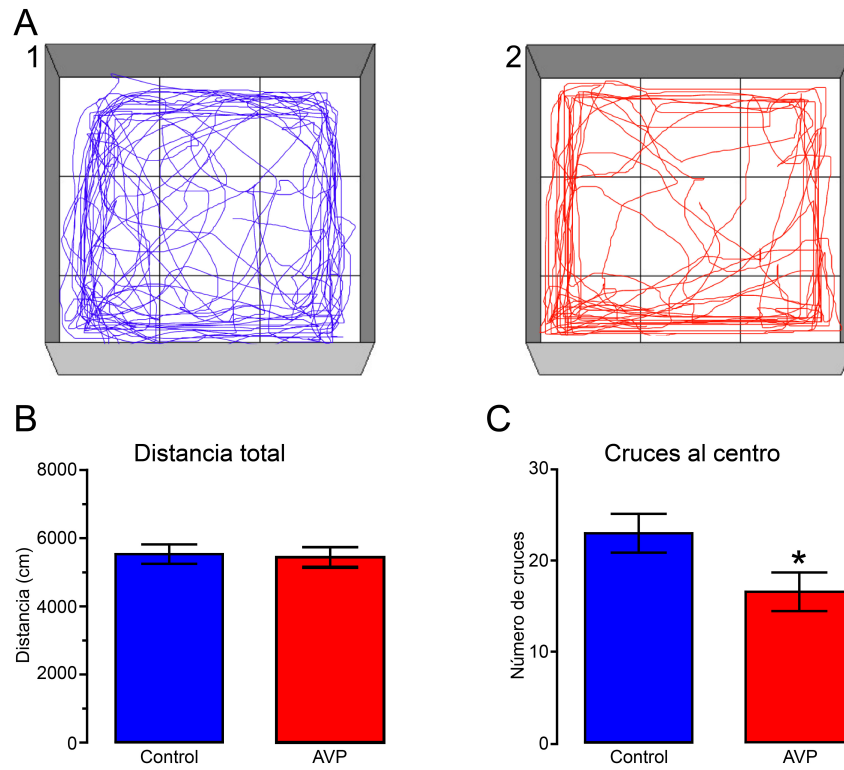 A
1
2
B
Distancia total
Distancia (cm)
8000
6000
4000
2000
0
Control
AVP
C
Cruces al centro
Número de cruces
30
20
10
0
*
Control
AVP